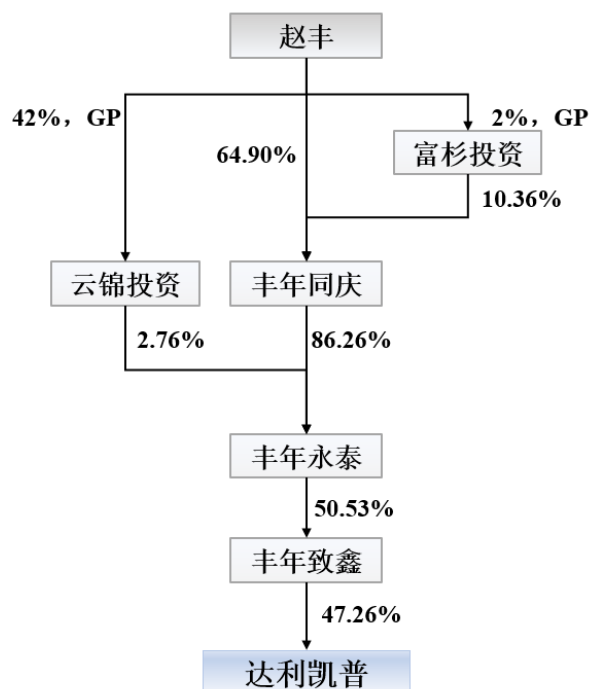 赵丰
42%，GP
2%，GP
64.90%
富杉投资
10.36%
云锦投资
丰年同庆
2.76%
86.26%
丰年永泰
50.53%
丰年致鑫
47.26%
达利凯普